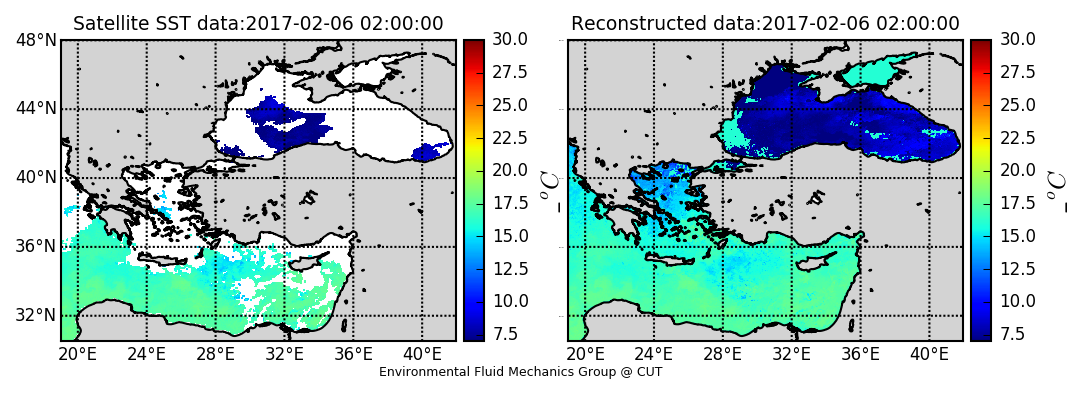 Satellite SST data:2017-02-06 02:00:00
48°N
44°N
40°N
36°N
32°N
20°E 24°E 28°E 32°E 36°E 40°E
30.0
27.5
25.0
22.5
20.0
17.5
15.0
12.5
10.0
7.5
_°C
Reconstructed data:2017-02-06 02:00:00
20°E 24°E 28°E 32°E 36°E 40°E
30.0
27.5
25.0
22.5
20.0
17.5
15.0
12.5
10.0
7.5
_°C
Environmental Fluid Mechanics Group @ CUT